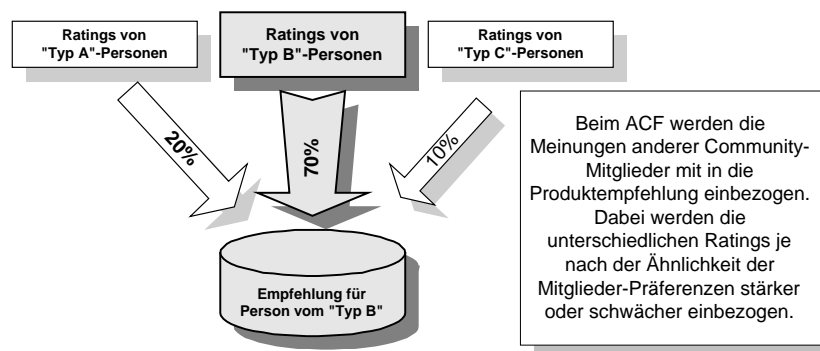 Ratings von
"Typ A"-Personen
Ratings von
"Typ B"-Personen
Ratings von
"Typ C"-Personen
20%
70%
10%
Empfehlung für
Person vom "Typ B"
Beim ACF werden die
Meinungen anderer Community-
Mitglieder mit in die
Produktempfehlung einbezogen.
Dabei werden die
unterschiedlichen Ratings je
nach der Ähnlichkeit der
Mitglieder-Präferenzen stärker
oder schwächer einbezogen.